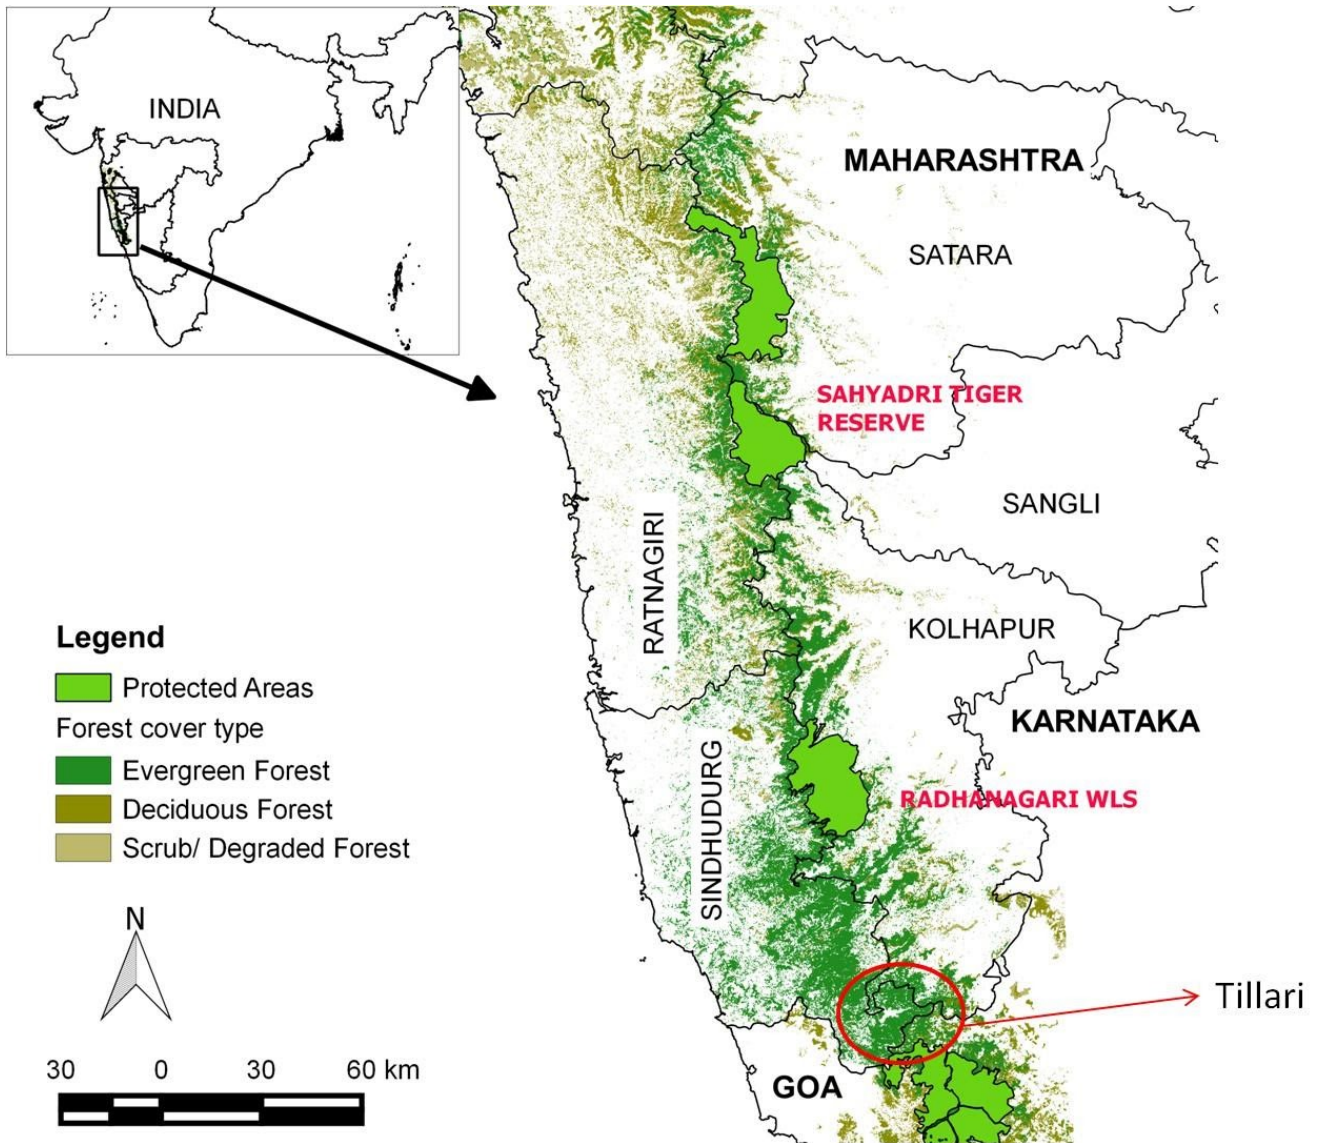 INDIA
MAHARASHTRA
SATARA
SAHYADRI TIGER
RESERVE
SANGLI
RATNAGIRI
KOLHAPUR
KARNATAKA
SINDHUDURG
RADHANAGARI WLS
Tillari
GOA
Legend
Protected Areas
Forest cover type
Evergreen Forest
Deciduous Forest
Scrub/ Degraded Forest
N
30 0 30 60 km